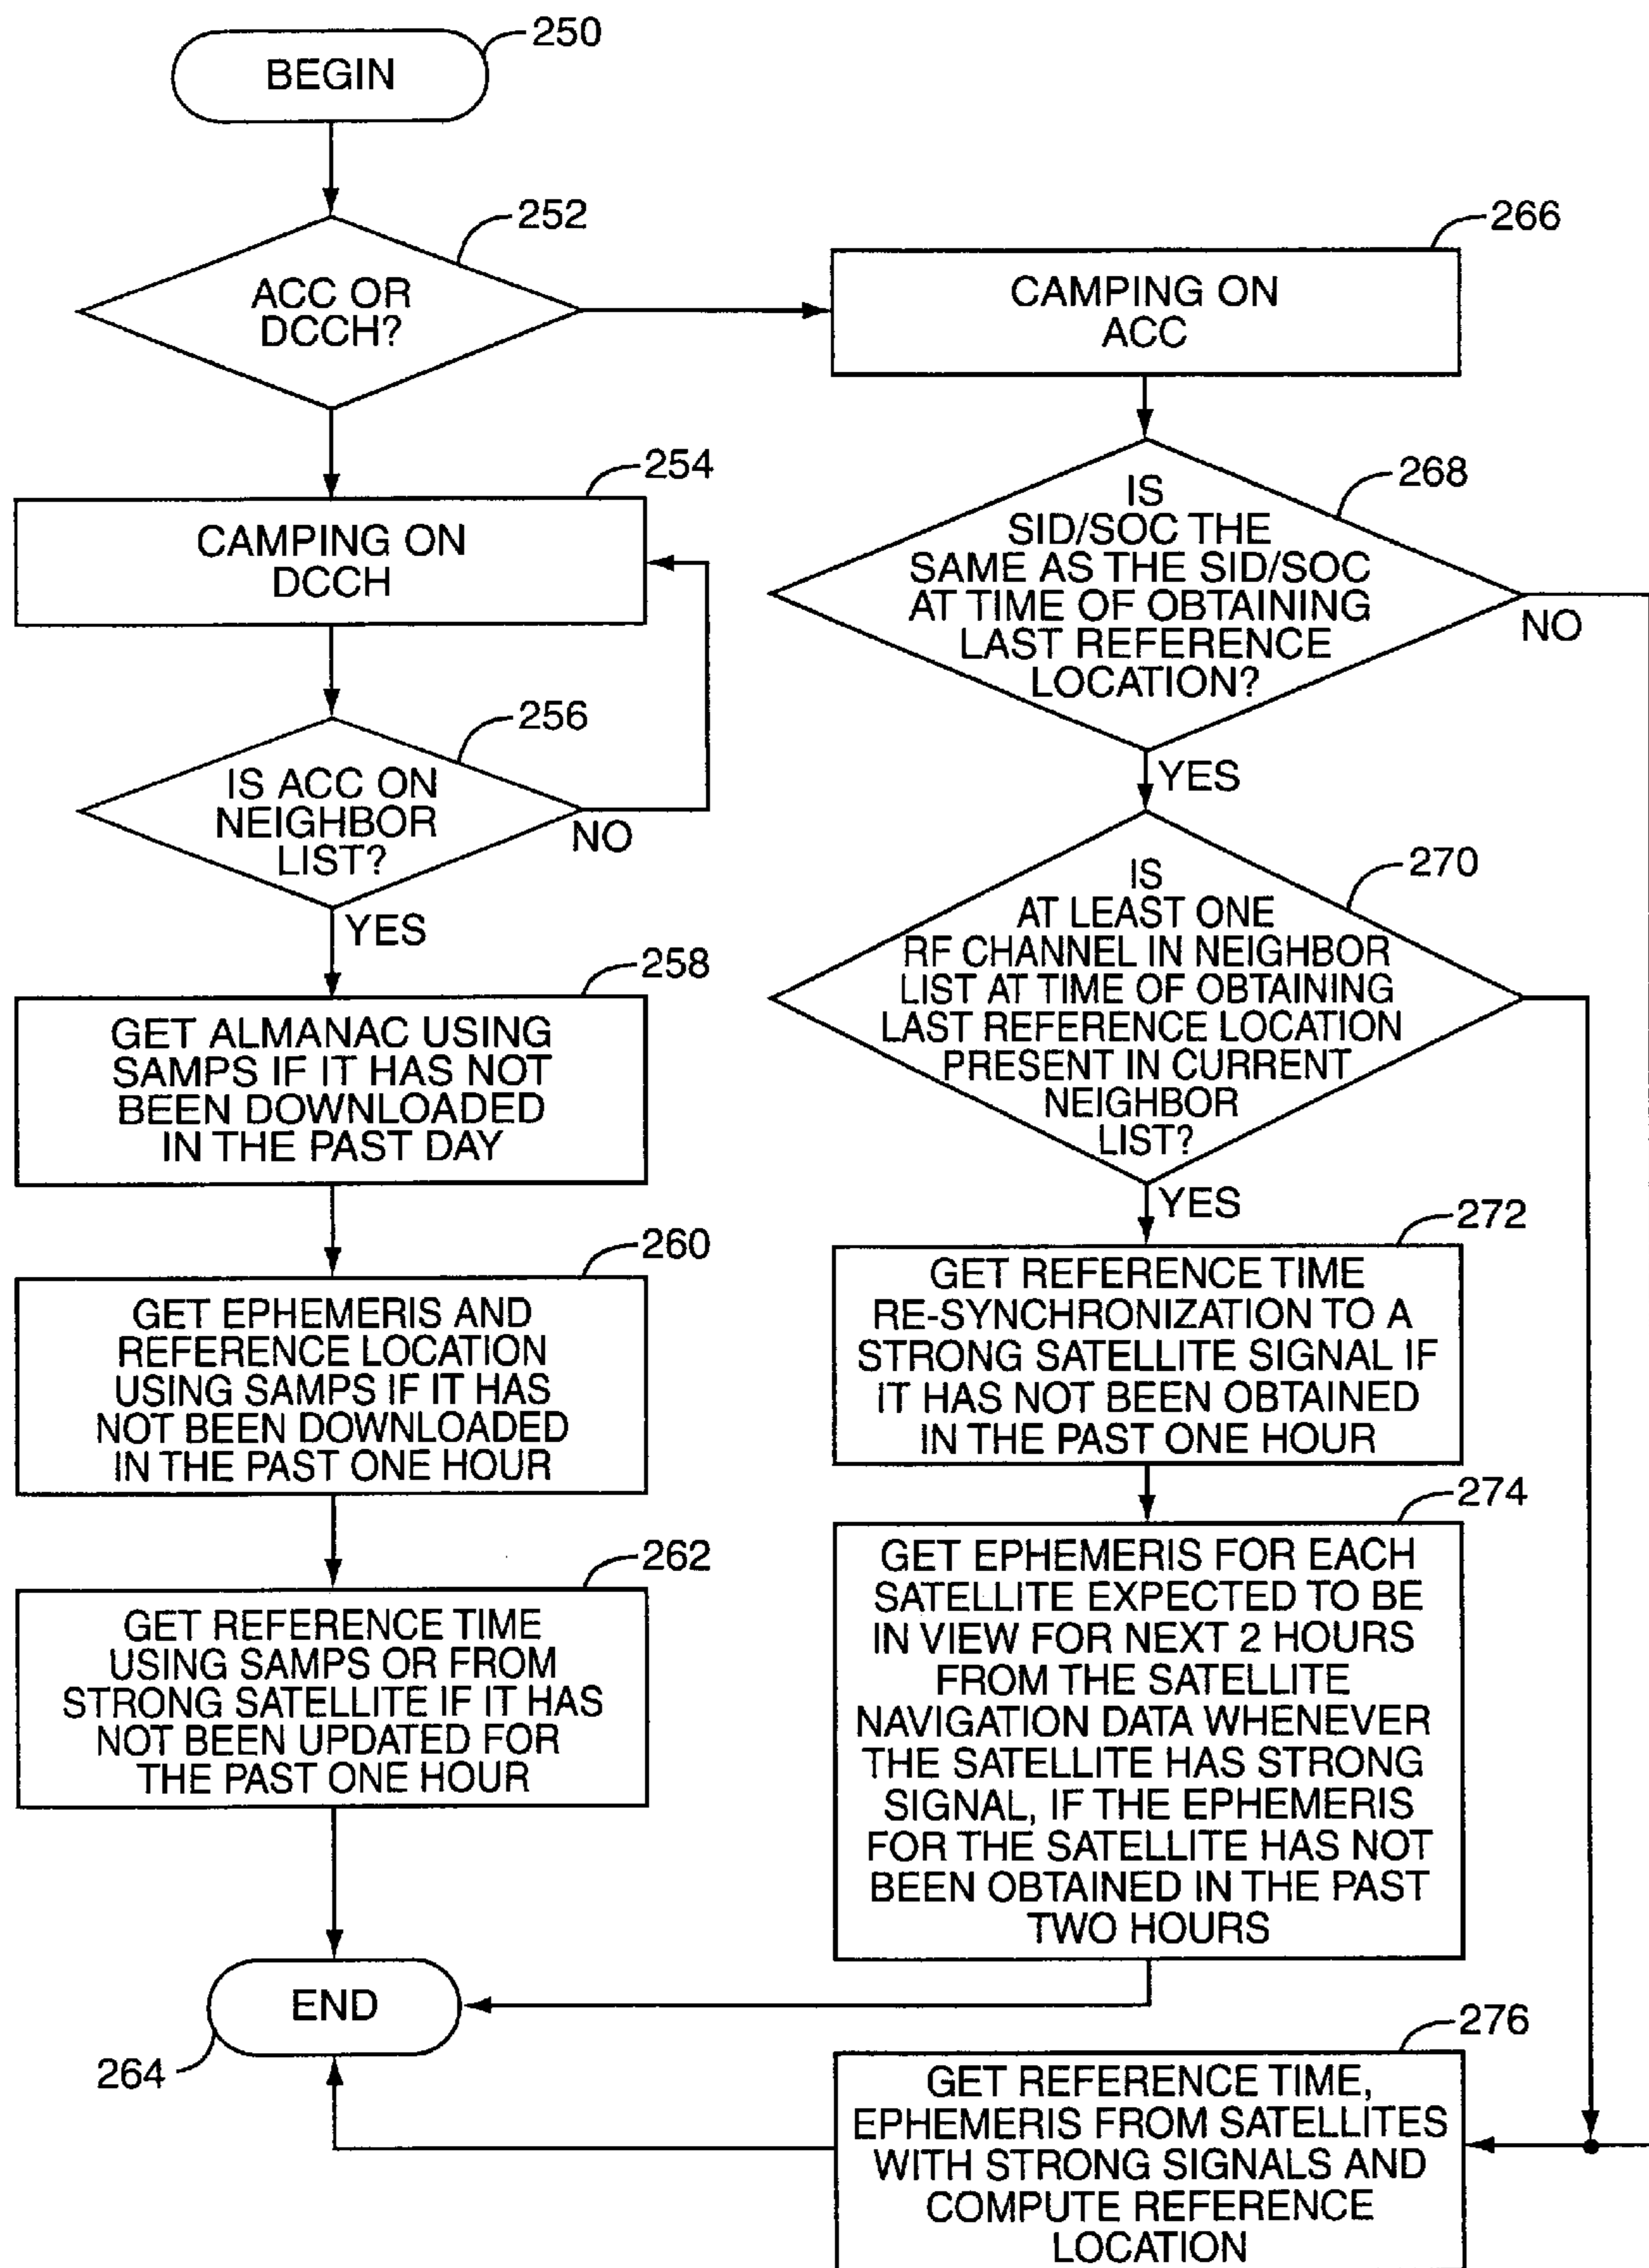 250
BEGIN
252
ACC OR
DCCH?
254
CAMPING ON
DCCH
256
IS ACC ON
NEIGHBOR
LIST?
NO
YES
258
GET ALMANAC USING
SAMPS IF IT HAS NOT
BEEN DOWNLOADED
IN THE PAST DAY
260
GET EPHEMERIS AND
REFERENCE LOCATION
USING SAMPS IF IT HAS
NOT BEEN DOWNLOADED
IN THE PAST ONE HOUR
262
GET REFERENCE TIME
USING SAMPS OR FROM
STRONG SATELLITE IF IT HAS
NOT BEEN UPDATED FOR
THE PAST ONE HOUR
END
264
266
CAMPING ON
ACC
268
IS
SID/SOC THE
SAME AS THE SID/SOC
AT TIME OF OBTAINING
LAST REFERENCE
LOCATION?
NO
YES
270
IS
AT LEAST ONE
RF CHANNEL IN NEIGHBOR
LIST AT TIME OF OBTAINING
LAST REFERENCE LOCATION
PRESENT IN CURRENT
NEIGHBOR
LIST?
YES
272
GET REFERENCE TIME
RE-SYNCHRONIZATION TO A
STRONG SATELLITE SIGNAL IF
IT HAS NOT BEEN OBTAINED
IN THE PAST ONE HOUR
274
GET EPHEMERIS FOR EACH
SATELLITE EXPECTED TO BE
IN VIEW FOR NEXT 2 HOURS
FROM THE SATELLITE
NAVIGATION DATA WHENEVER
THE SATELLITE HAS STRONG
SIGNAL, IF THE EPHEMERIS
FOR THE SATELLITE HAS NOT
BEEN OBTAINED IN THE PAST
TWO HOURS
276
GET REFERENCE TIME,
EPHEMERIS FROM SATELLITES
WITH STRONG SIGNALS AND
COMPUTE REFERENCE
LOCATION